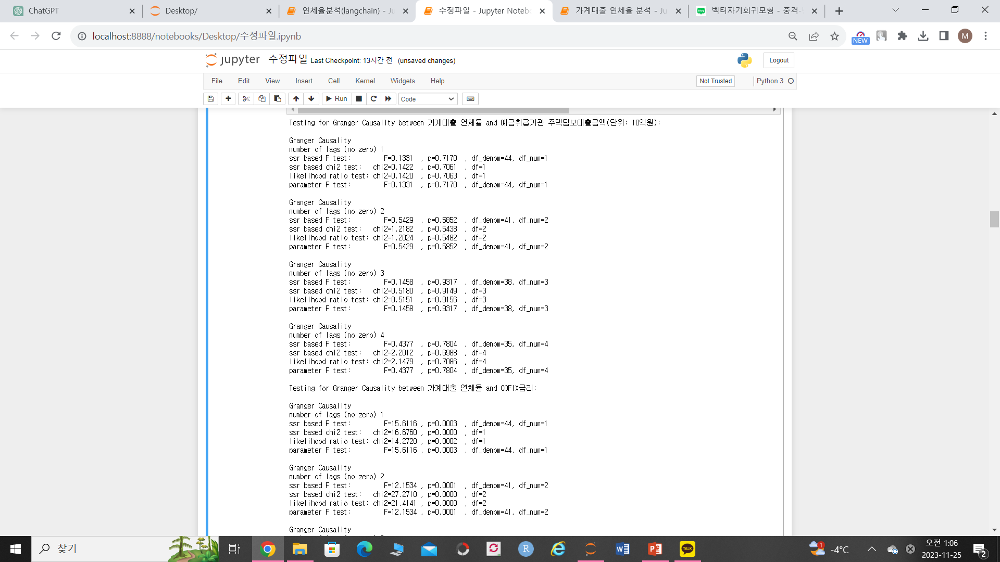 ChatGPT
Desktop/
연체율분석(langchain) - Ju
수정파일 - Jupyter Notebo
가계대출 연체율 분석 - Ju
벡터자기회귀모형 - 충격-
localhost:8888/notebooks/Desktop/수정파일.ipynb
NEW
M
jupyter 수정파일 Last Checkpoint: 13시간 전 (unsaved changes)
Logout
File Edit View Insert Cell Kernel Widgets Help
Not Trusted
Python 3
Run
Code
Testing for Granger Causality between 가계대출 연체율 and 예금취급기관 주택담보대출금액(단위: 10억원):
Granger Causality
number of lags (no zero) 1
ssr based F test: F=0.1331 , p=0.7170 , df_denom=44, df_num=1
ssr based chi2 test: chi2=0.1422 , p=0.7061 , df=1
likelihood ratio test: chi2=0.1420 , p=0.7063 , df=1
parameter F test: F=0.1331 , p=0.7170 , df_denom=44, df_num=1
Granger Causality
number of lags (no zero) 2
ssr based F test: F=0.5429 , p=0.5852 , df_denom=41, df_num=2
ssr based chi2 test: chi2=1.2182 , p=0.5438 , df=2
likelihood ratio test: chi2=1.2024 , p=0.5482 , df=2
parameter F test: F=0.5429 , p=0.5852 , df_denom=41, df_num=2
Granger Causality
number of lags (no zero) 3
ssr based F test: F=0.1458 , p=0.9317 , df_denom=38, df_num=3
ssr based chi2 test: chi2=0.5180 , p=0.9149 , df=3
likelihood ratio test: chi2=0.5151 , p=0.9156 , df=3
parameter F test: F=0.1458 , p=0.9317 , df_denom=38, df_num=3
Granger Causality
number of lags (no zero) 4
ssr based F test: F=0.4377 , p=0.7804 , df_denom=35, df_num=4
ssr based chi2 test: chi2=2.2012 , p=0.6988 , df=4
likelihood ratio test: chi2=2.1479 , p=0.7086 , df=4
parameter F test: F=0.4377 , p=0.7804 , df_denom=35, df_num=4
Testing for Granger Causality between 가계대출 연체율 and COFIX금리:
Granger Causality
number of lags (no zero) 1
ssr based F test: F=15.6116 , p=0.0003 , df_denom=44, df_num=1
ssr based chi2 test: chi2=16.6760 , p=0.0000 , df=1
likelihood ratio test: chi2=14.2720 , p=0.0002 , df=1
parameter F test: F=15.6116 , p=0.0003 , df_denom=44, df_num=1
Granger Causality
number of lags (no zero) 2
ssr based F test: F=12.1534 , p=0.0001 , df_denom=41, df_num=2
ssr based chi2 test: chi2=27.2710 , p=0.0000 , df=2
likelihood ratio test: chi2=21.4141 , p=0.0000 , df=2
parameter F test: F=12.1534 , p=0.0001 , df_denom=41, df_num=2
Granger Causality
찾기
R
W
P
TALK
1
-4°C
오전 1:06
2023-11-25
2